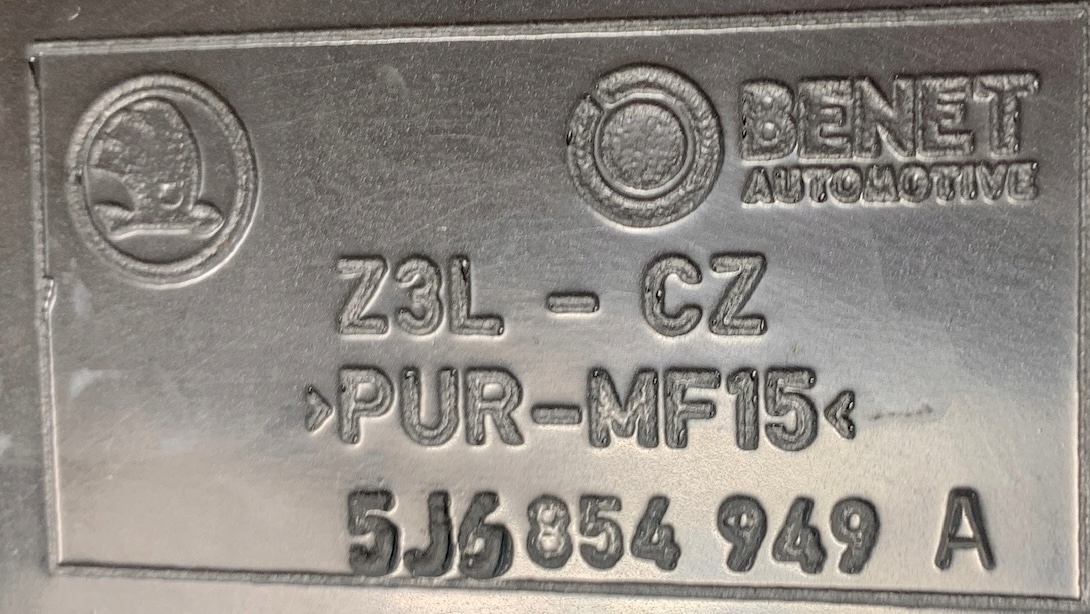 BENET
AUTOMOTIVE
Z3L - CZ
>PUR-MF15<
5J6 854 949 A